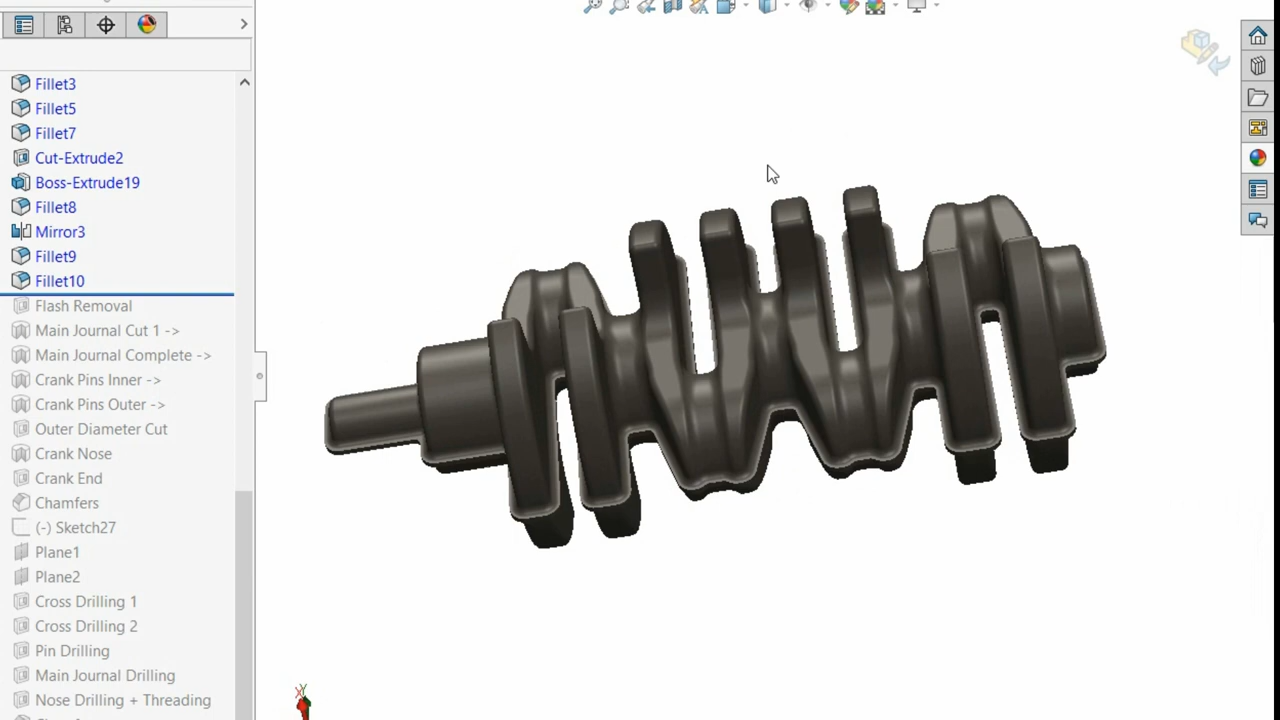 Fillet3
Fillet5
Fillet7
Cut-Extrude2
Boss-Extrude19
Fillet8
Mirror3
Fillet9
Fillet10
Flash Removal
Main Journal Cut 1 ->
Main Journal Complete ->
Crank Pins Inner ->
Crank Pins Outer ->
Outer Diameter Cut
Crank Nose
Crank End
Chamfers
(-) Sketch27
Plane1
Plane2
Cross Drilling 1
Cross Drilling 2
Pin Drilling
Main Journal Drilling
Nose Drilling + Threading